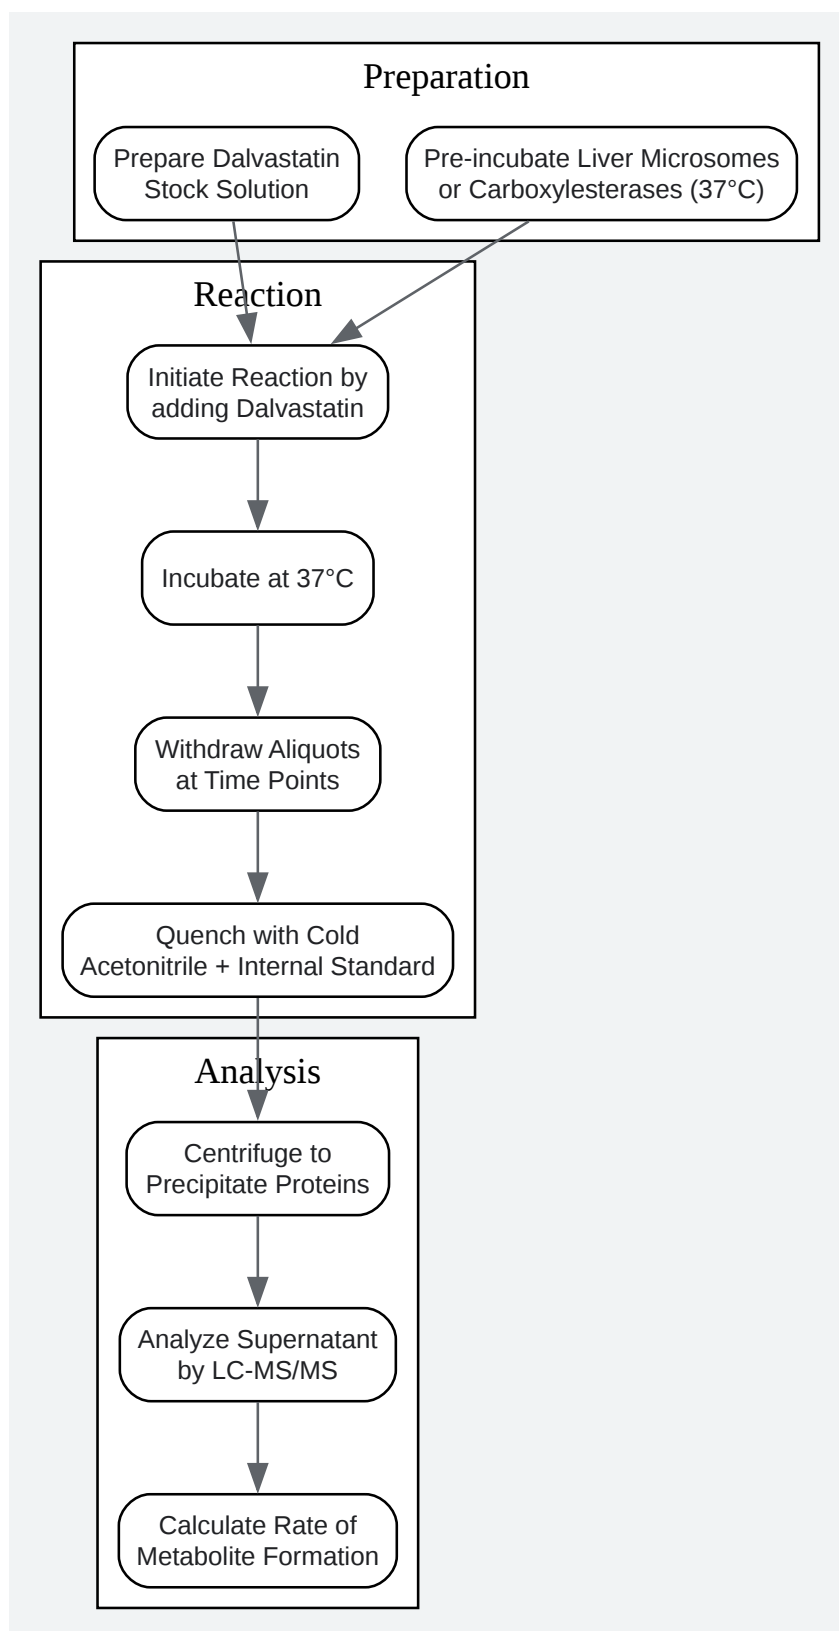 Preparation
Prepare Dalvastatin
Stock Solution
Pre-incubate Liver Microsomes
or Carboxylesterases (37°C)
Reaction
Initiate Reaction by
adding Dalvastatin
Incubate at 37°C
Withdraw Aliquots
at Time Points
Quench with Cold
Acetonitrile + Internal Standard
Analysis
Centrifuge to
Precipitate Proteins
Analyze Supernatant
by LC-MS/MS
Calculate Rate of
Metabolite Formation